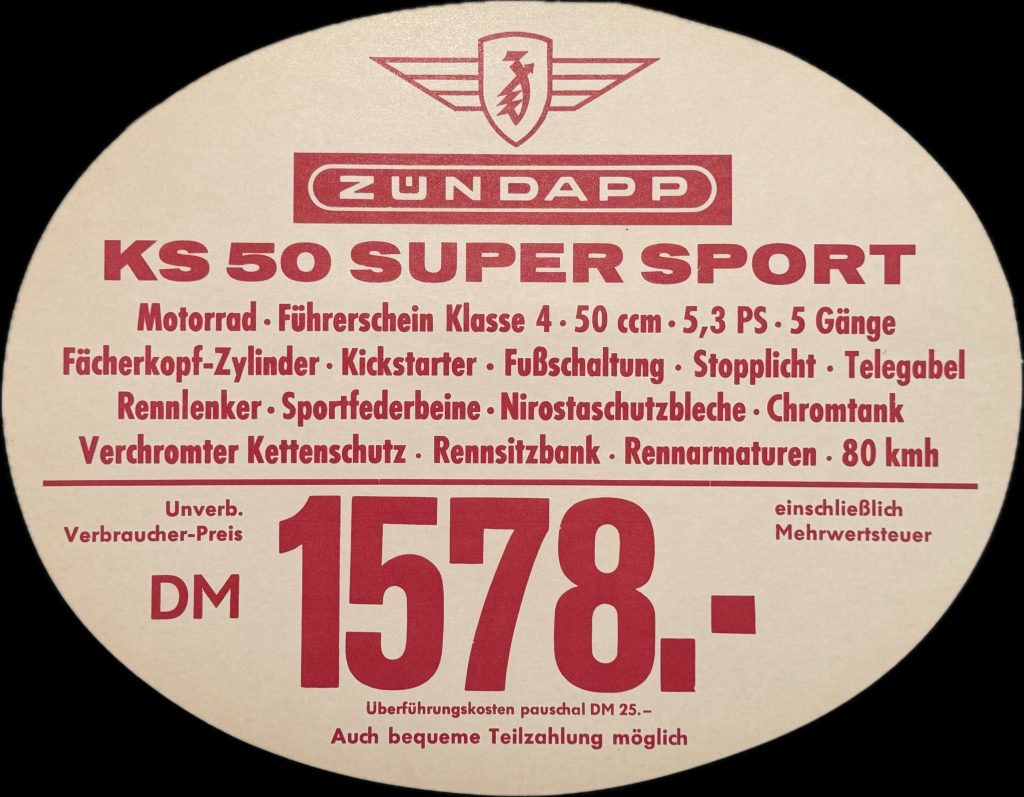 ZÜNDAPP
KS 50 SUPER SPORT
Motorrad · Führerschein Klasse 4 · 50 ccm · 5,3 PS · 5 Gänge
Fächerkopf-Zylinder · Kickstarter · Fußschaltung · Stopplicht · Telegabel
Rennlenker · Sportfederbeine · Nirostaschutzbleche · Chromtank
Verchromter Kettenschutz · Rennsitzbank · Rennarmaturen · 80 kmh
Unverb.
Verbraucher-Preis
DM 1578.-
einschließlich
Mehrwertsteuer
Überführungskosten pauschal DM 25.–
Auch bequeme Teilzahlung möglich